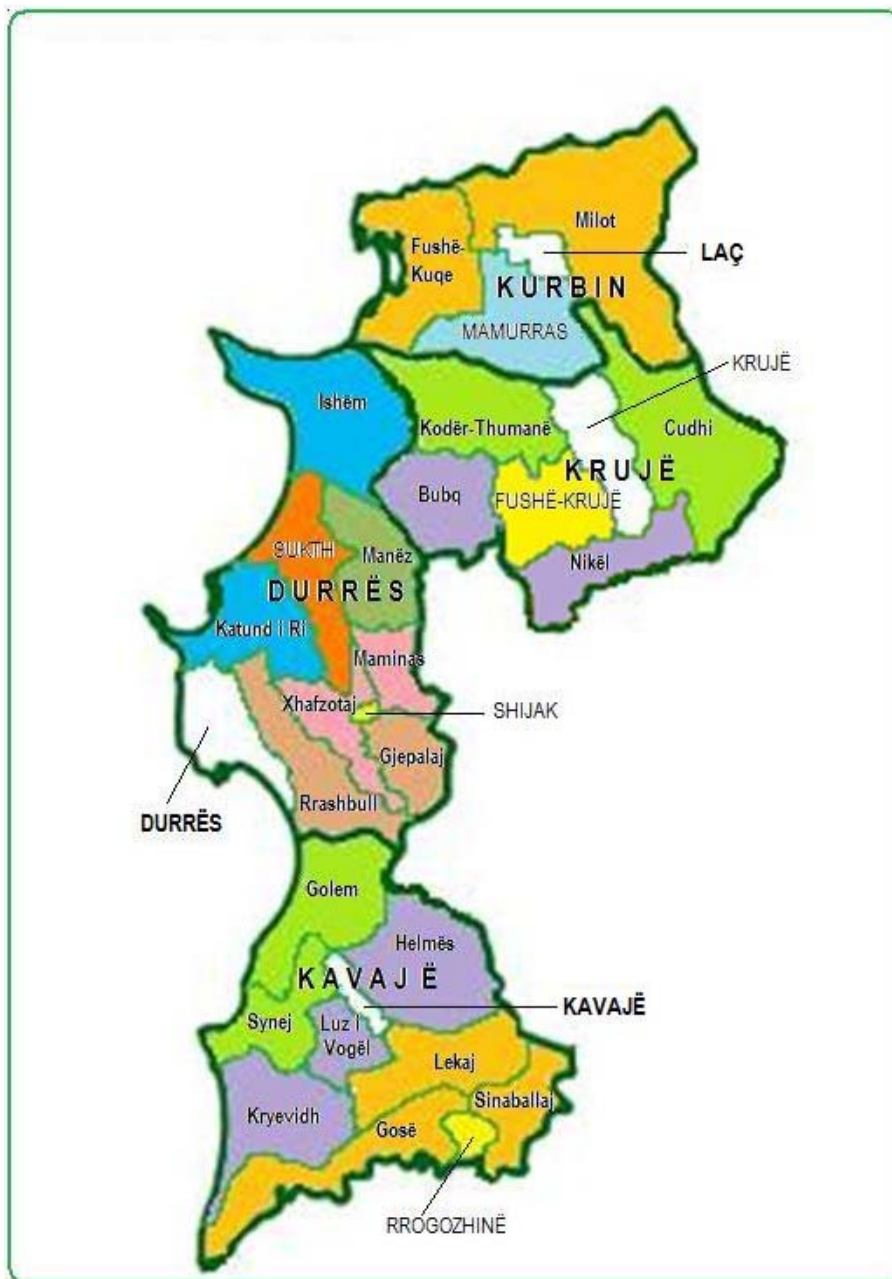 Milot
Fushë-
Kuqe
LAÇ
KURBIN
MAMURRAS
KRUJË
Ishëm
Kodër-Thumanë
Cudhi
KRUJË
Bubq
FUSHË-KRUJË
SUKTH
Manëz
Nikël
DURRËS
Katund i Ri
Maminas
Xhafzotaj
SHIJAK
Gjepalaj
Rrashbull
DURRËS
Golem
Helmës
KAVAJË
KAVAJË
Synej
Luz i
Vogël
Lekaj
Sinaballaj
Kryevidh
Gosë
RROGOZHINË